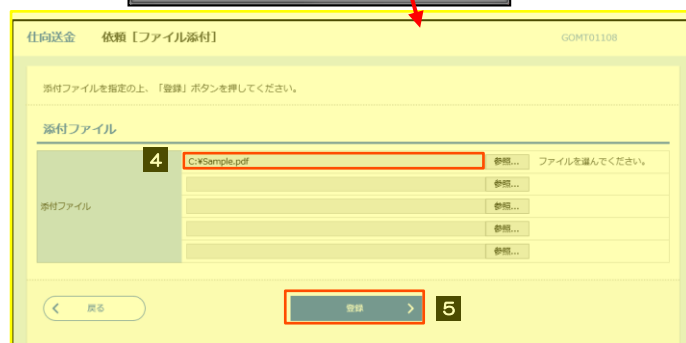 仕向送金 依頼［ファイル添付］ GOMT01108
添付ファイルを指定の上、「登録」ボタンを押してください。
添付ファイル
4 C:¥Sample.pdf 参照... ファイルを選んでください。
参照...
添付ファイル 参照...
参照...
参照...
戻る 登録 5